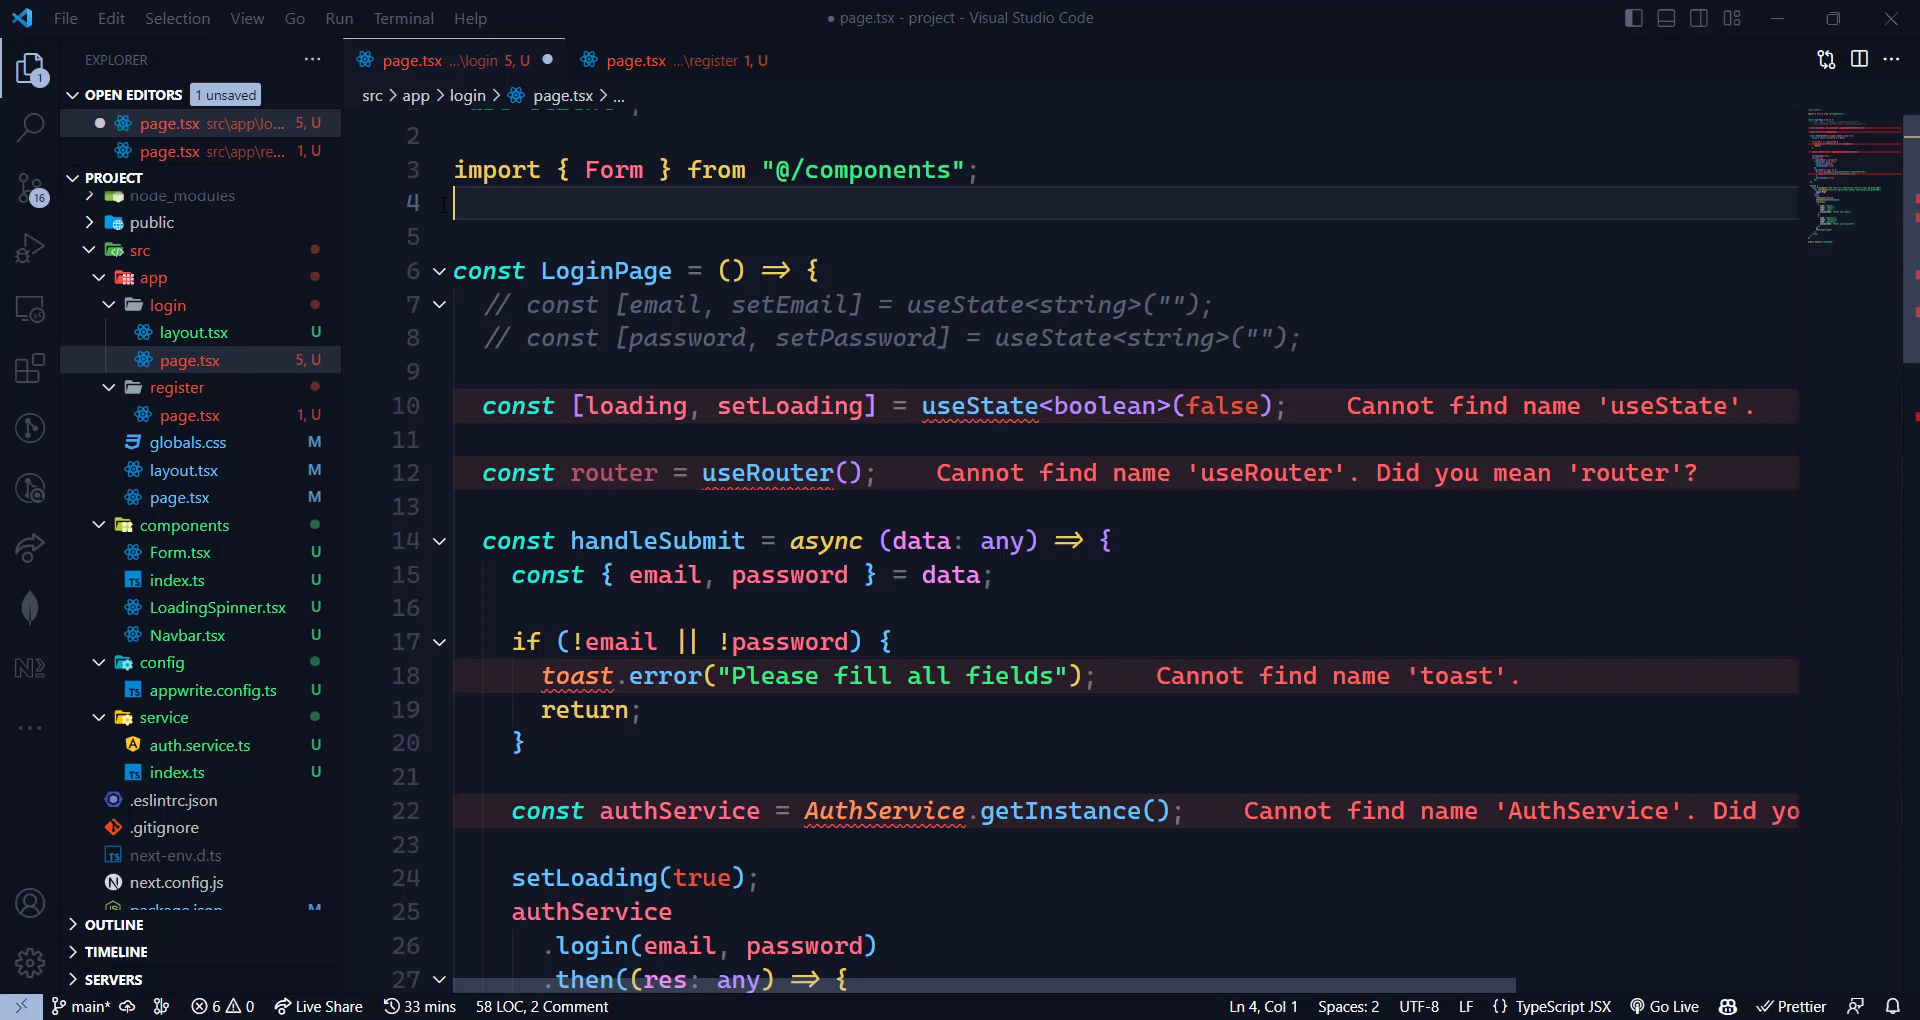 File Edit Selection View Go Run Terminal Help
page.tsx - project - Visual Studio Code
EXPLORER
page.tsx ...\login 5, U
page.tsx ...\register 1, U
OPEN EDITORS 1 unsaved
src > app > login > page.tsx > ...
page.tsx src\app\lo... 5, U
page.tsx src\app\re... 1, U
PROJECT
node_modules
public
src
app
login
layout.tsx U
page.tsx 5, U
register
page.tsx 1, U
globals.css M
layout.tsx M
page.tsx M
components
Form.tsx U
index.ts U
LoadingSpinner.tsx U
Navbar.tsx U
config
appwrite.config.ts U
service
auth.service.ts U
index.ts U
.eslintrc.json
.gitignore
next-env.d.ts
next.config.js
package.json M
OUTLINE
TIMELINE
SERVERS
1
16
2
3 import { Form } from "@/components";
4
5
6 const LoginPage = () => {
7 // const [email, setEmail] = useState<string>("");
8 // const [password, setPassword] = useState<string>("");
9
10 const [loading, setLoading] = useState<boolean>(false); Cannot find name 'useState'.
11
12 const router = useRouter(); Cannot find name 'useRouter'. Did you mean 'router'?
13
14 const handleSubmit = async (data: any) => {
15 const { email, password } = data;
16
17 if (!email || !password) {
18 toast.error("Please fill all fields"); Cannot find name 'toast'.
19 return;
20 }
21
22 const authService = AuthService.getInstance(); Cannot find name 'AuthService'. Did yo
23
24 setLoading(true);
25 authService
26 .login(email, password)
27 .then((res: any) => {
main* 6 0 Live Share 33 mins 58 LOC, 2 Comment Ln 4, Col 1 Spaces: 2 UTF-8 LF {} TypeScript JSX Go Live Prettier